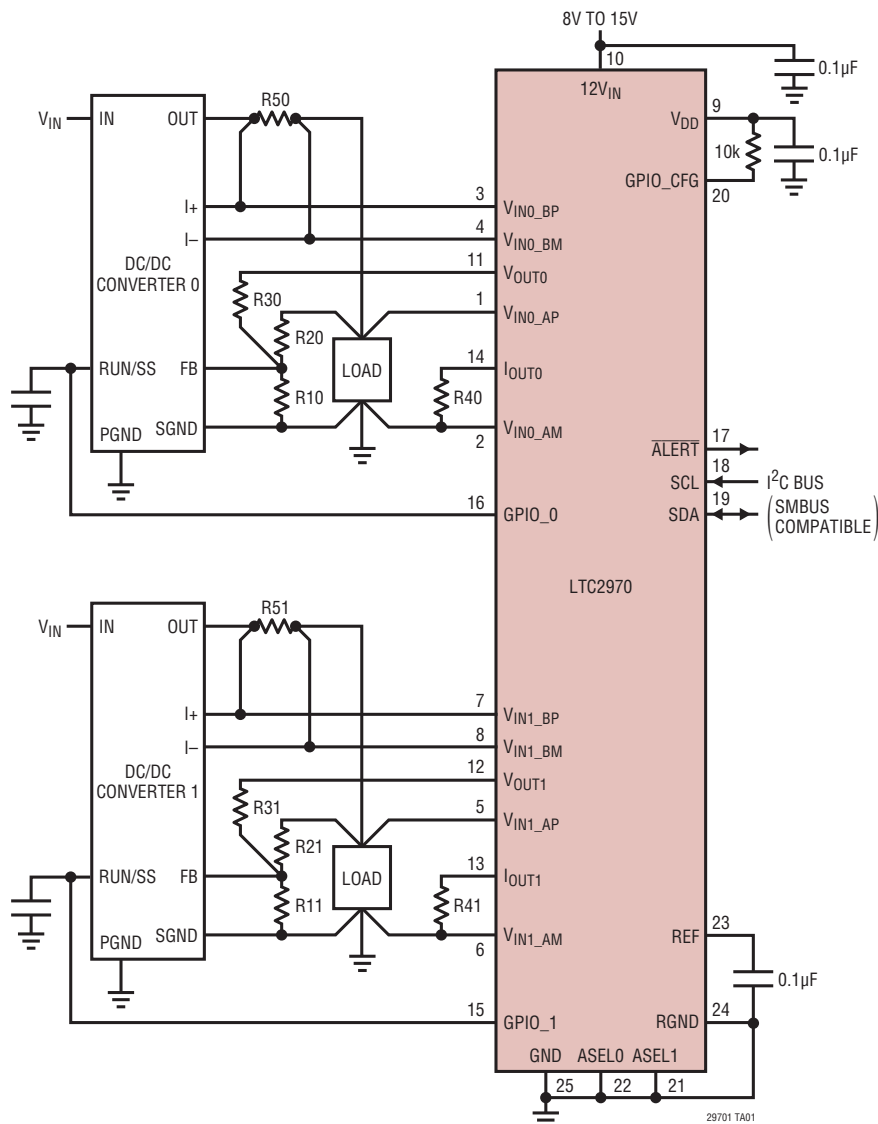 8V TO 15V
10
0.1µF
12VIN
VDD
9
10k
0.1µF
GPIO_CFG
20
VIN
IN
OUT
R50
I+
3
VIN0_BP
I–
4
VIN0_BM
DC/DC
CONVERTER 0
11
VOUT0
R30
1
VIN0_AP
R20
LOAD
14
IOUT0
RUN/SS
FB
R10
R40
SGND
2
VIN0_AM
PGND
ALERT
17
SCL
18
I2C BUS
SDA
19
(SMBUS
COMPATIBLE)
16
GPIO_0
LTC2970
VIN
IN
OUT
R51
I+
7
VIN1_BP
I–
8
VIN1_BM
DC/DC
CONVERTER 1
12
VOUT1
R31
5
VIN1_AP
R21
LOAD
13
IOUT1
RUN/SS
FB
R11
R41
SGND
6
VIN1_AM
PGND
REF
23
0.1µF
15
GPIO_1
RGND
24
GND
ASEL0
ASEL1
25
22
21
29701 TA01